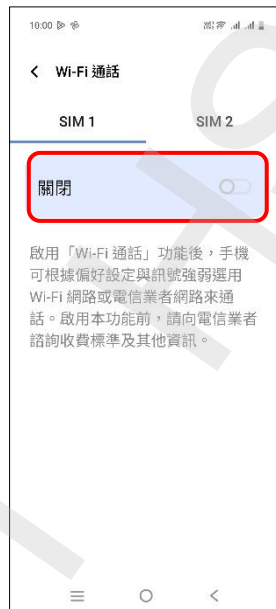 10:00
Wi-Fi 通話
SIM 1
SIM 2
關閉
啟用「Wi-Fi 通話」功能後，手機
可根據偏好設定與訊號強弱選用
Wi-Fi 網路或電信業者網路來通
話。啟用本功能前，請向電信業者
諮詢收費標準及其他資訊。